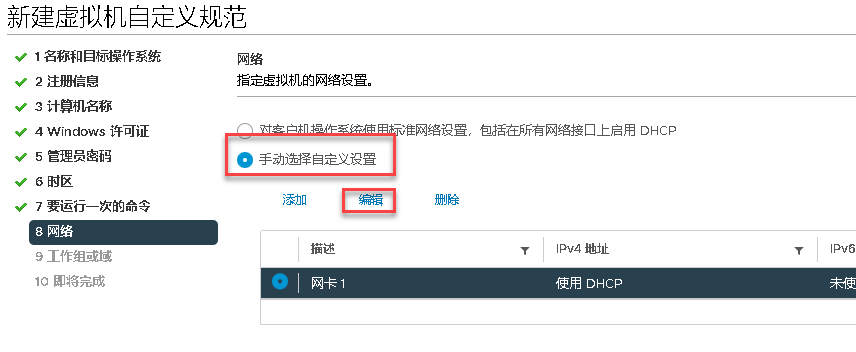 新建虚拟机自定义规范
1 名称和目标操作系统
2 注册信息
3 计算机名称
4 Windows 许可证
5 管理员密码
6 时区
7 要运行一次的命令
8 网络
9 工作组或域
10 即将完成
网络
指定虚拟机的网络设置。
对客户机操作系统使用标准网络设置，包括在所有网络接口上启用 DHCP
手动选择自定义设置
添加 编辑 删除
描述 IPv4 地址 IPv6
网卡 1 使用 DHCP 未使